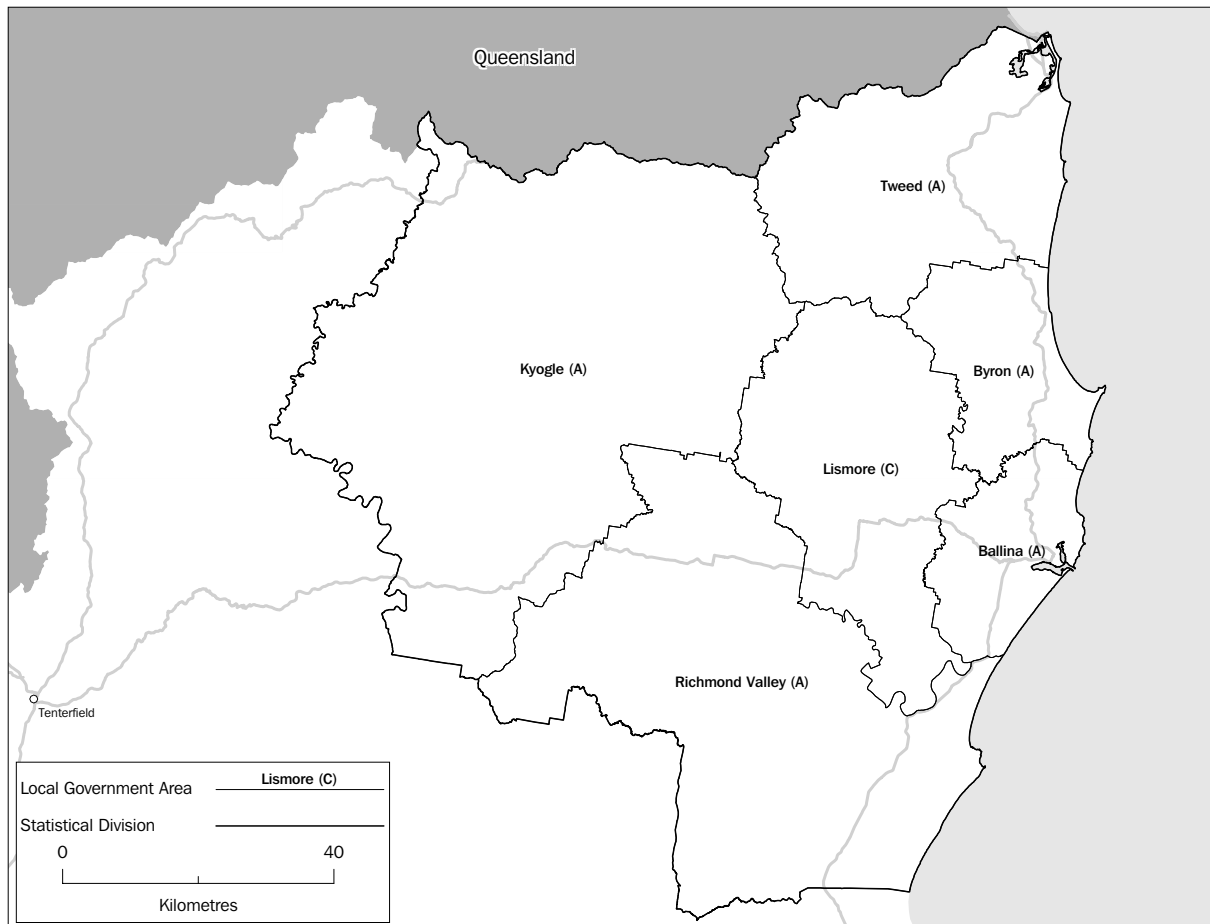 Queensland
Tweed (A)
Kyogle (A)
Byron (A)
Lismore (C)
Ballina (A)
Richmond Valley (A)
Tenterfield
Local Government Area
Lismore (C)
Statistical Division
0 40
Kilometres